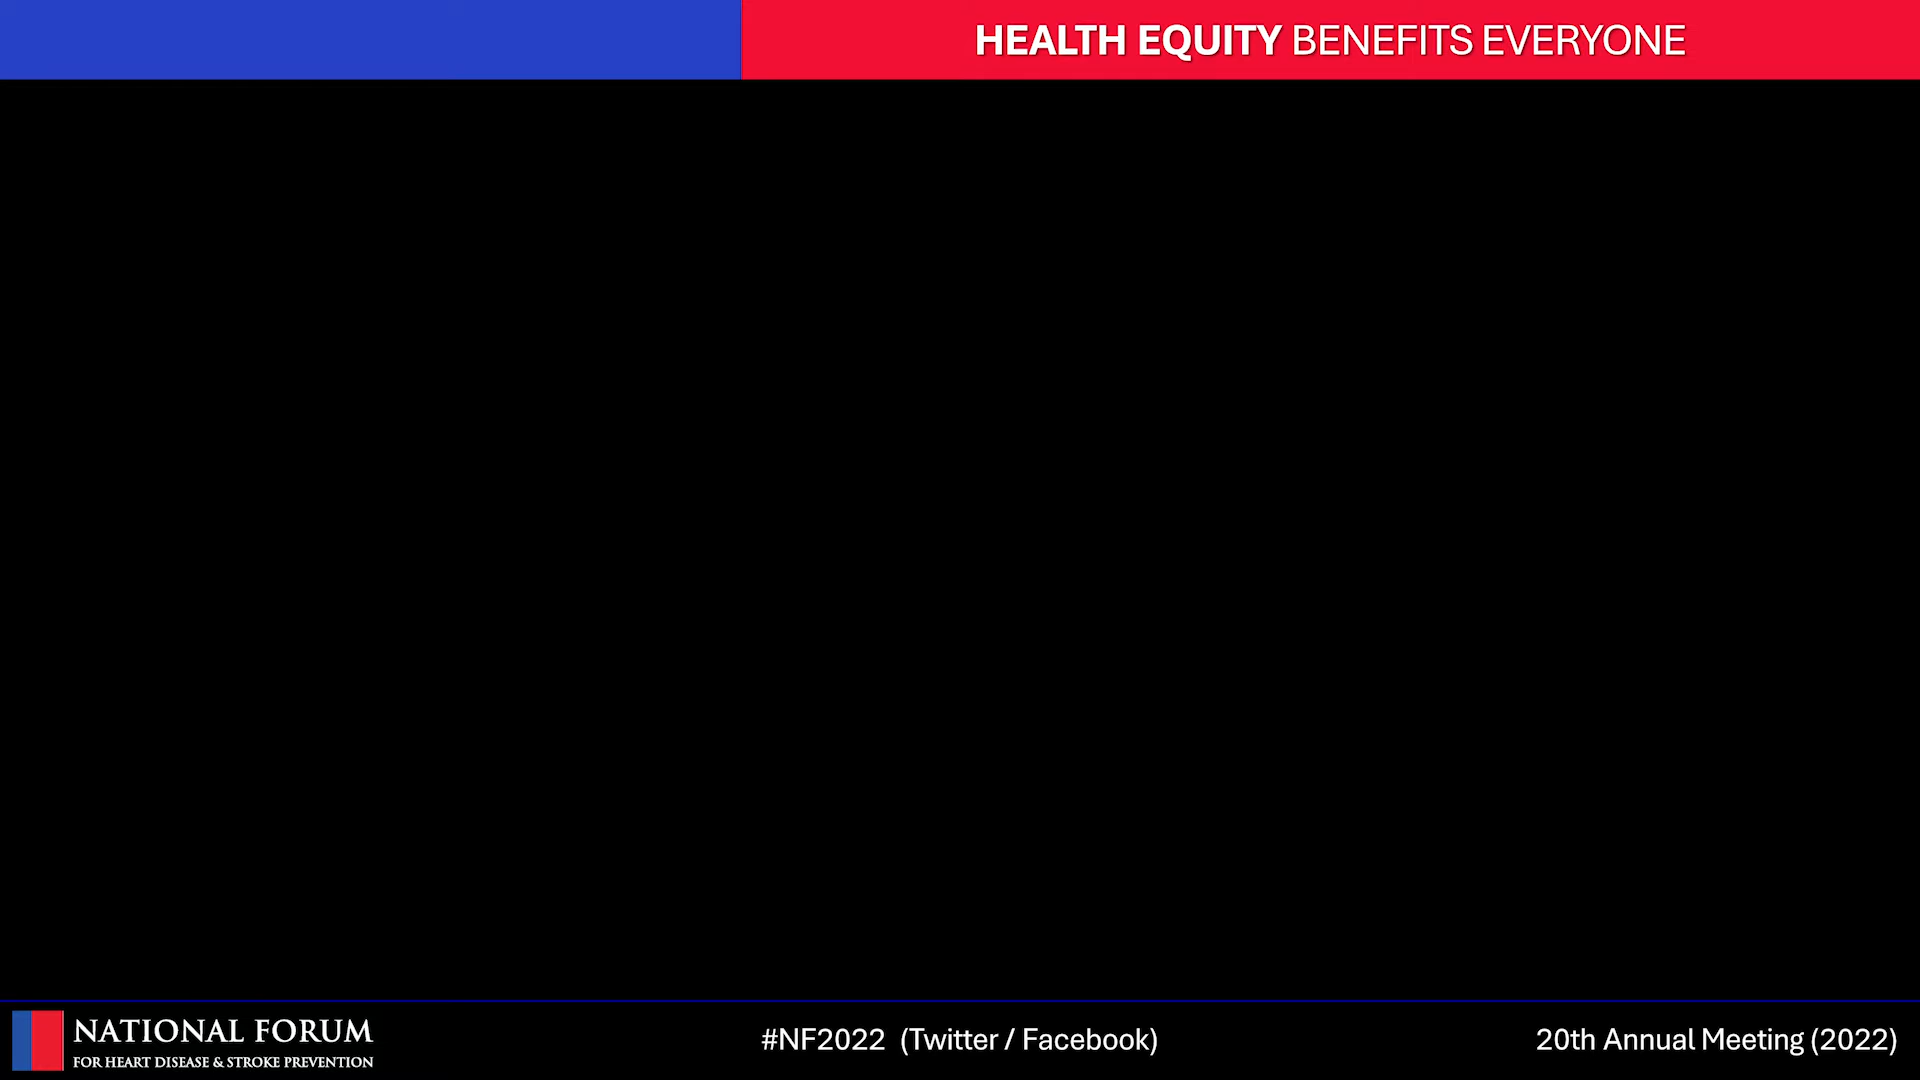 HEALTH EQUITY BENEFITS EVERYONE
NATIONAL FORUM
FOR HEART DISEASE & STROKE PREVENTION
#NF2022 (Twitter / Facebook)
20th Annual Meeting (2022)